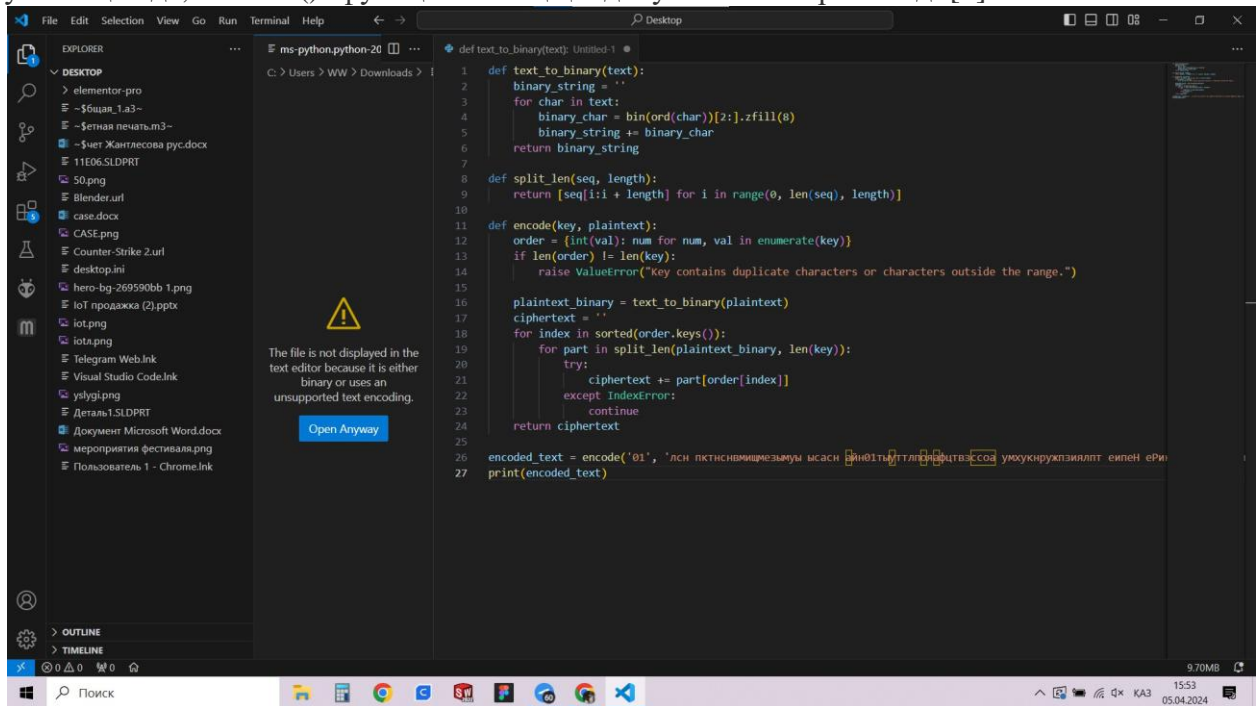 File Edit Selection View Go Run Terminal Help
Desktop
EXPLORER
DESKTOP
elementor-pro
~$бщая_1.a3~
~$етная печать.m3~
~$чет Жантлесова рус.docx
11E06.SLDPRT
50.png
Blender.url
case.docx
CASE.png
Counter-Strike 2.url
desktop.ini
hero-bg-269590bb 1.png
IoT продажка (2).pptx
iot.png
iotл.png
Telegram Web.lnk
Visual Studio Code.lnk
yslygi.png
Деталь1.SLDPRT
Документ Microsoft Word.docx
мероприятия фестиваля.png
Пользователь 1 - Chrome.lnk
OUTLINE
TIMELINE
ms-python.python-20
C: > Users > WW > Downloads >
The file is not displayed in the
text editor because it is either
binary or uses an
unsupported text encoding.
Open Anyway
def text_to_binary(text): Untitled-1
1 def text_to_binary(text):
2 binary_string = ''
3 for char in text:
4 binary_char = bin(ord(char))[2:].zfill(8)
5 binary_string += binary_char
6 return binary_string
7
8 def split_len(seq, length):
9 return [seq[i:i + length] for i in range(0, len(seq), length)]
10
11 def encode(key, plaintext):
12 order = {int(val): num for num, val in enumerate(key)}
13 if len(order) != len(key):
14 raise ValueError("Key contains duplicate characters or characters outside the range.")
15
16 plaintext_binary = text_to_binary(plaintext)
17 ciphertext = ''
18 for index in sorted(order.keys()):
19 for part in split_len(plaintext_binary, len(key)):
20 try:
21 ciphertext += part[order[index]]
22 except IndexError:
23 continue
24 return ciphertext
25
26 encoded_text = encode('01', 'лсн ысасн еипеН
27 print(encoded_text)
0 0 0
9.70MB
Поиск
КАЗ
15:53
05.04.2024